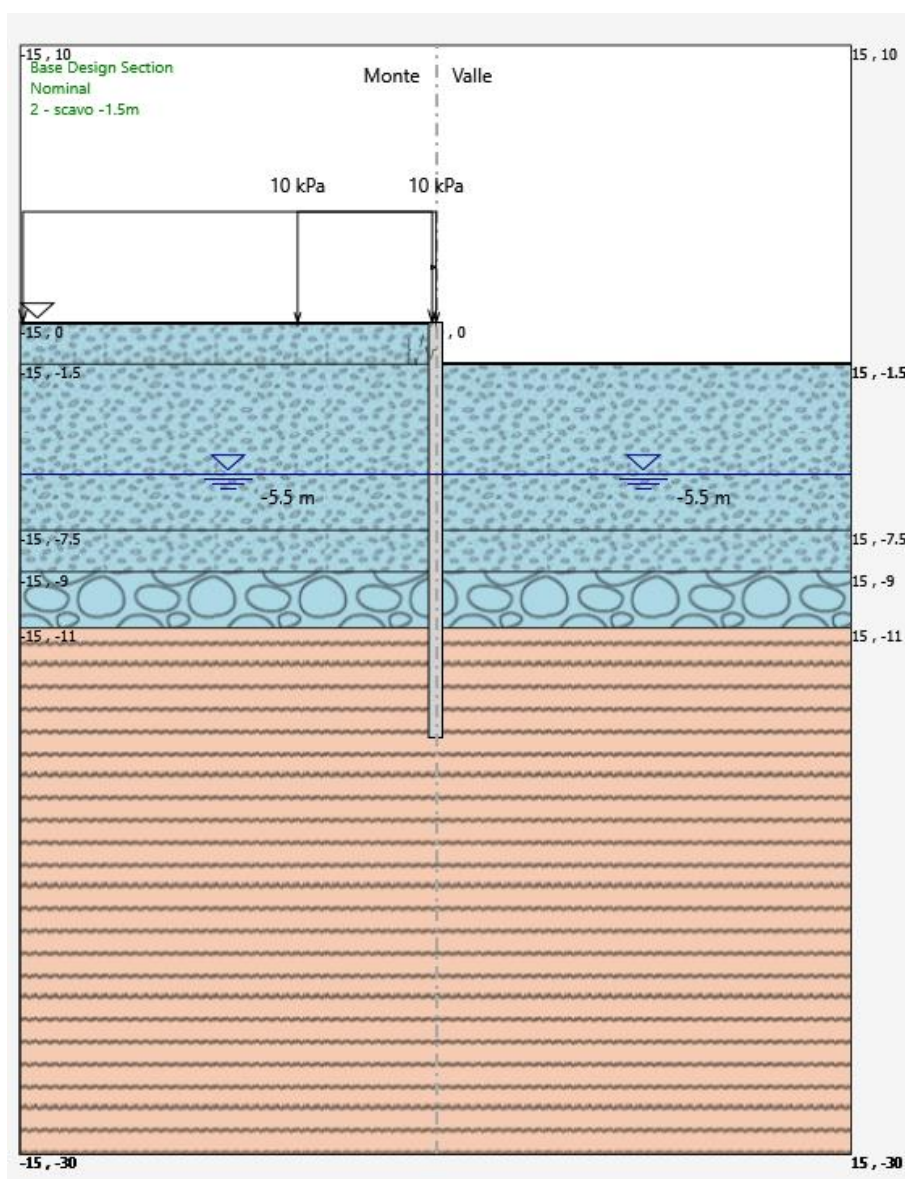 -15 , 10
15 , 10
Base Design Section
Nominal
2 - scavo -1.5m
Monte
Valle
10 kPa
10 kPa
-15 , 0
, 0
-15 , -1.5
15 , -1.5
-5.5 m
-5.5 m
-15 , -7.5
15 , -7.5
-15 , -9
15 , -9
-15 , -11
15 , -11
-15 , -30
15 , -30